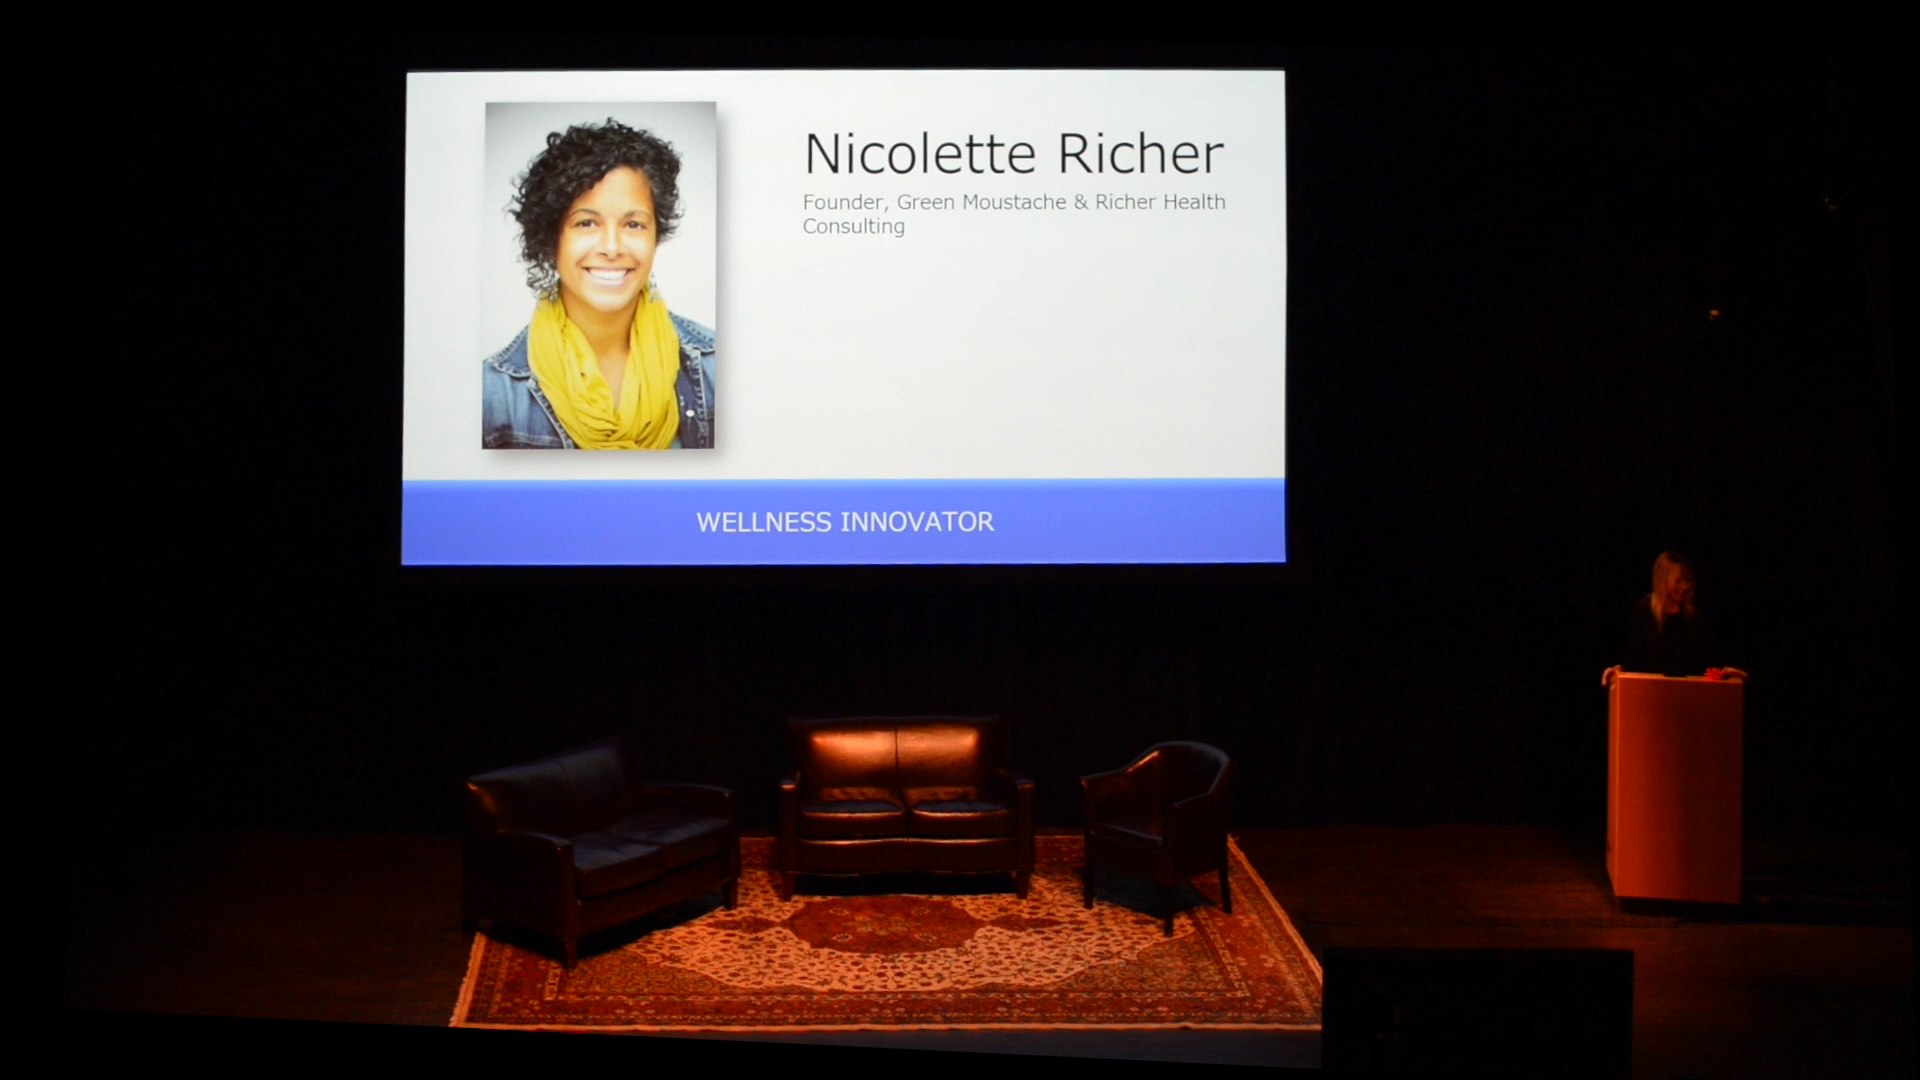 Nicolette Richer
Founder, Green Moustache & Richer Health
Consulting
WELLNESS INNOVATOR